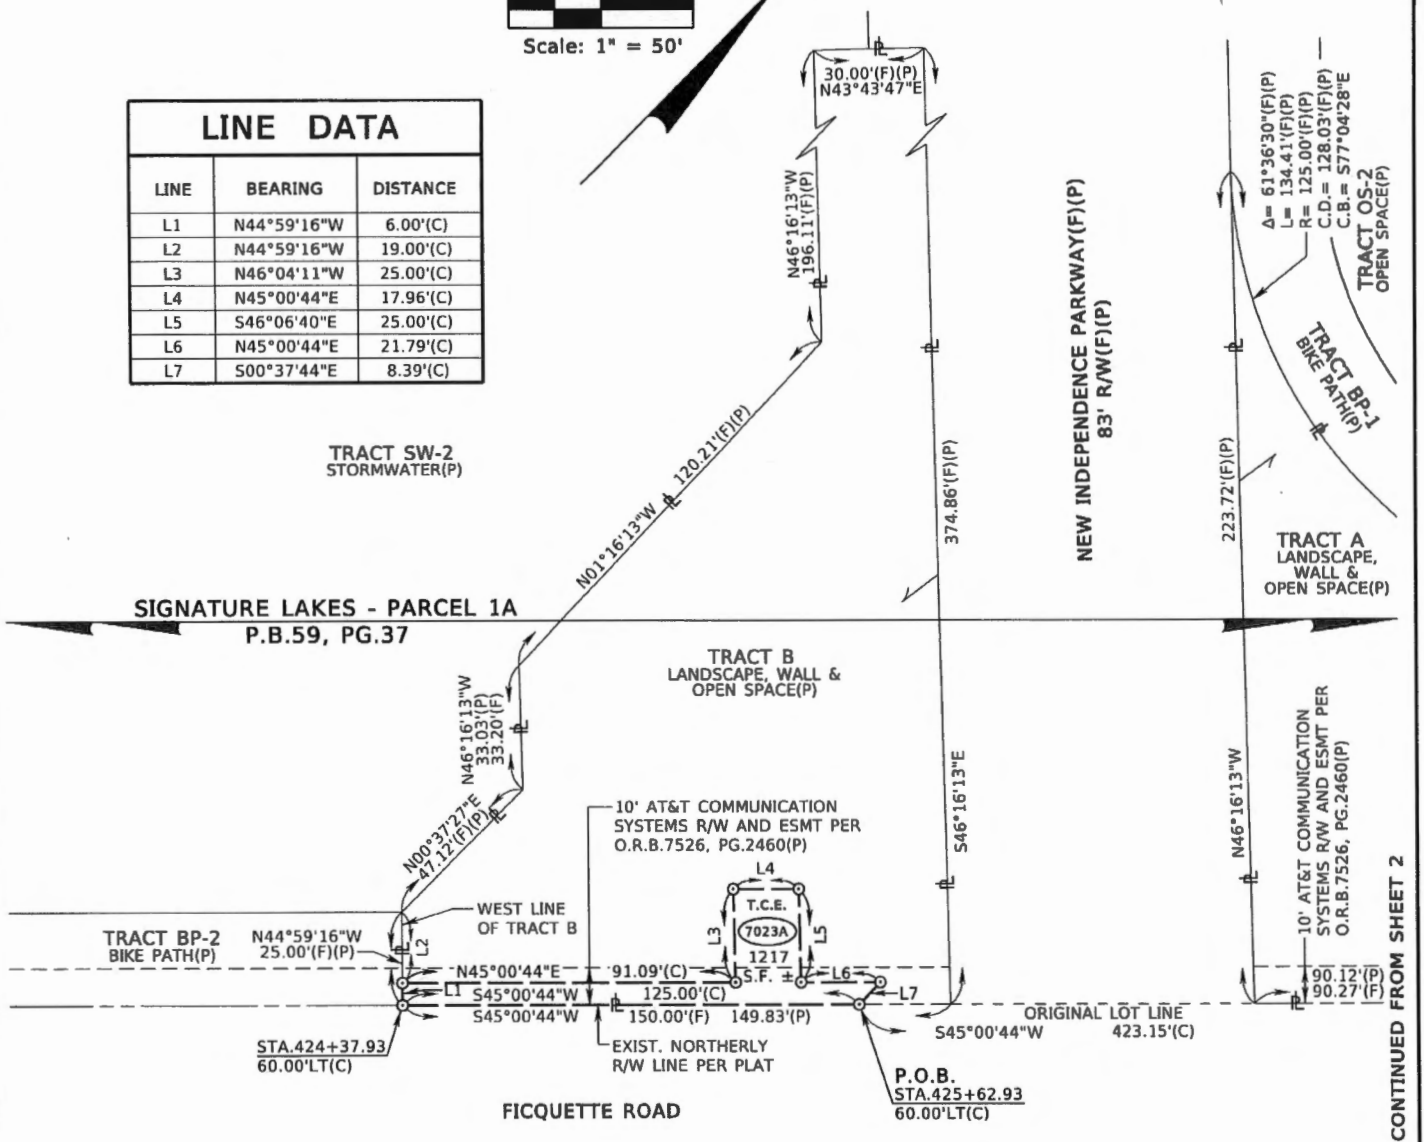 Scale: 1" = 50'
LINE DATA
LINE BEARING DISTANCE
L1 N44°59'16"W 6.00'(C)
L2 N44°59'16"W 19.00'(C)
L3 N46°04'11"W 25.00'(C)
L4 N45°00'44"E 17.96'(C)
L5 S46°06'40"E 25.00'(C)
L6 N45°00'44"E 21.79'(C)
L7 S00°37'44"E 8.39'(C)
30.00'(F)(P)
N43°43'47"E
N46°16'13"W
196.11'(F)(P)
NEW INDEPENDENCE PARKWAY(F)(P)
83' R/W(F)(P)
Δ= 61°36'30"(F)(P)
L= 134.41'(F)(P)
R= 125.00'(F)(P)
C.D.= 128.03'(F)(P)
C.B.= S77°04'28"E
TRACT OS-2
OPEN SPACE(P)
TRACT BP-1
BIKE PATH(P)
TRACT SW-2
STORMWATER(P)
N01°16'13"W 120.21'(F)(P)
374.86'(F)(P)
223.72'(F)(P)
TRACT A
LANDSCAPE,
WALL &
OPEN SPACE(P)
SIGNATURE LAKES - PARCEL 1A
P.B.59, PG.37
TRACT B
LANDSCAPE, WALL &
OPEN SPACE(P)
N46°16'13"W
33.03'(P)
33.20'(F)
N00°37'27"E
47.12'(F)(P)
S46°16'13"E
N46°16'13"W
10' AT&T COMMUNICATION
SYSTEMS R/W AND ESMT PER
O.R.B.7526, PG.2460(P)
10' AT&T COMMUNICATION
SYSTEMS R/W AND ESMT PER
O.R.B.7526, PG.2460(P)
L4
T.C.E.
7023A
1217
S.F. ±
L3
L5
L6
L7
WEST LINE
OF TRACT B
TRACT BP-2
BIKE PATH(P)
N44°59'16"W
25.00'(F)(P)
L2
L1
N45°00'44"E 91.09'(C)
S45°00'44"W 125.00'(C)
S45°00'44"W 150.00'(F) 149.83'(P)
90.12'(P)
90.27'(F)
ORIGINAL LOT LINE
S45°00'44"W 423.15'(C)
STA.424+37.93
60.00'LT(C)
EXIST. NORTHERLY
R/W LINE PER PLAT
P.O.B.
STA.425+62.93
60.00'LT(C)
FICQUETTE ROAD
CONTINUED FROM SHEET 2